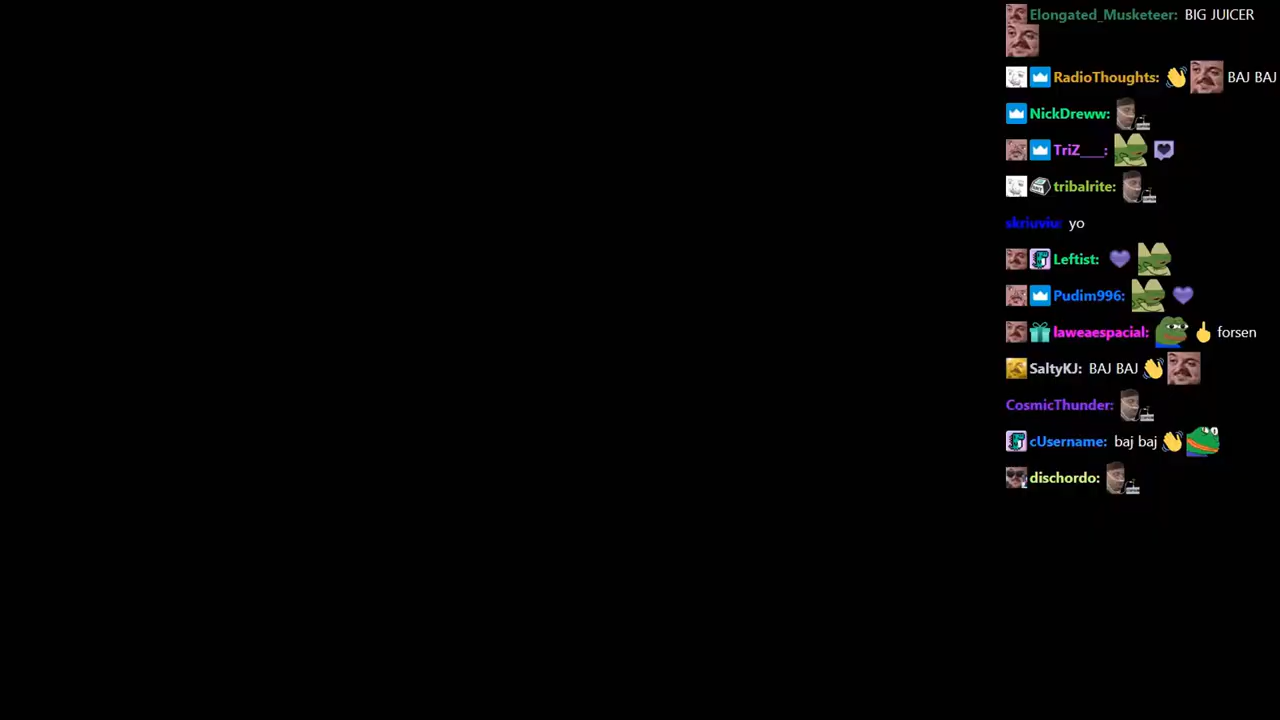 Elongated_Musketeer: BIG JUICER
RadioThoughts: BAJ BAJ
NickDreww:
TriZ___:
tribalrite:
skriuviu: yo
Leftist:
Pudim996:
laweaespacial: forsen
SaltyKJ: BAJ BAJ
CosmicThunder:
cUsername: baj baj
dischordo: